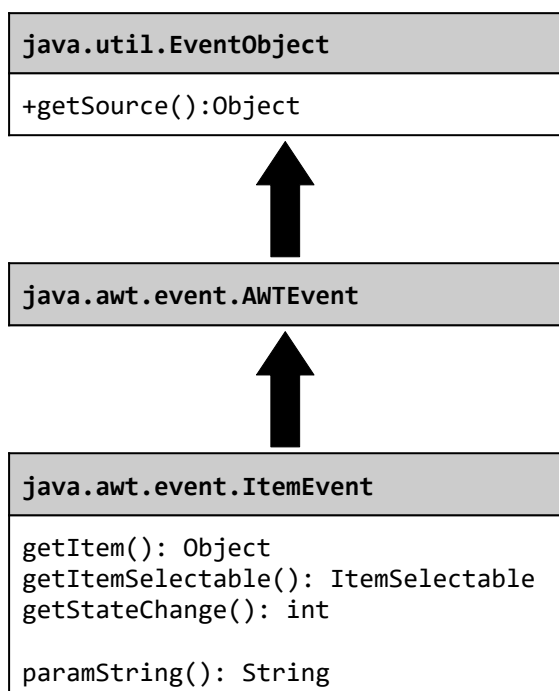 java.util.EventObject
+getSource():Object
java.awt.event.AWTEvent
java.awt.event.ItemEvent
getItem(): Object
getItemSelectable(): ItemSelectable
getStateChange(): int
paramString(): String